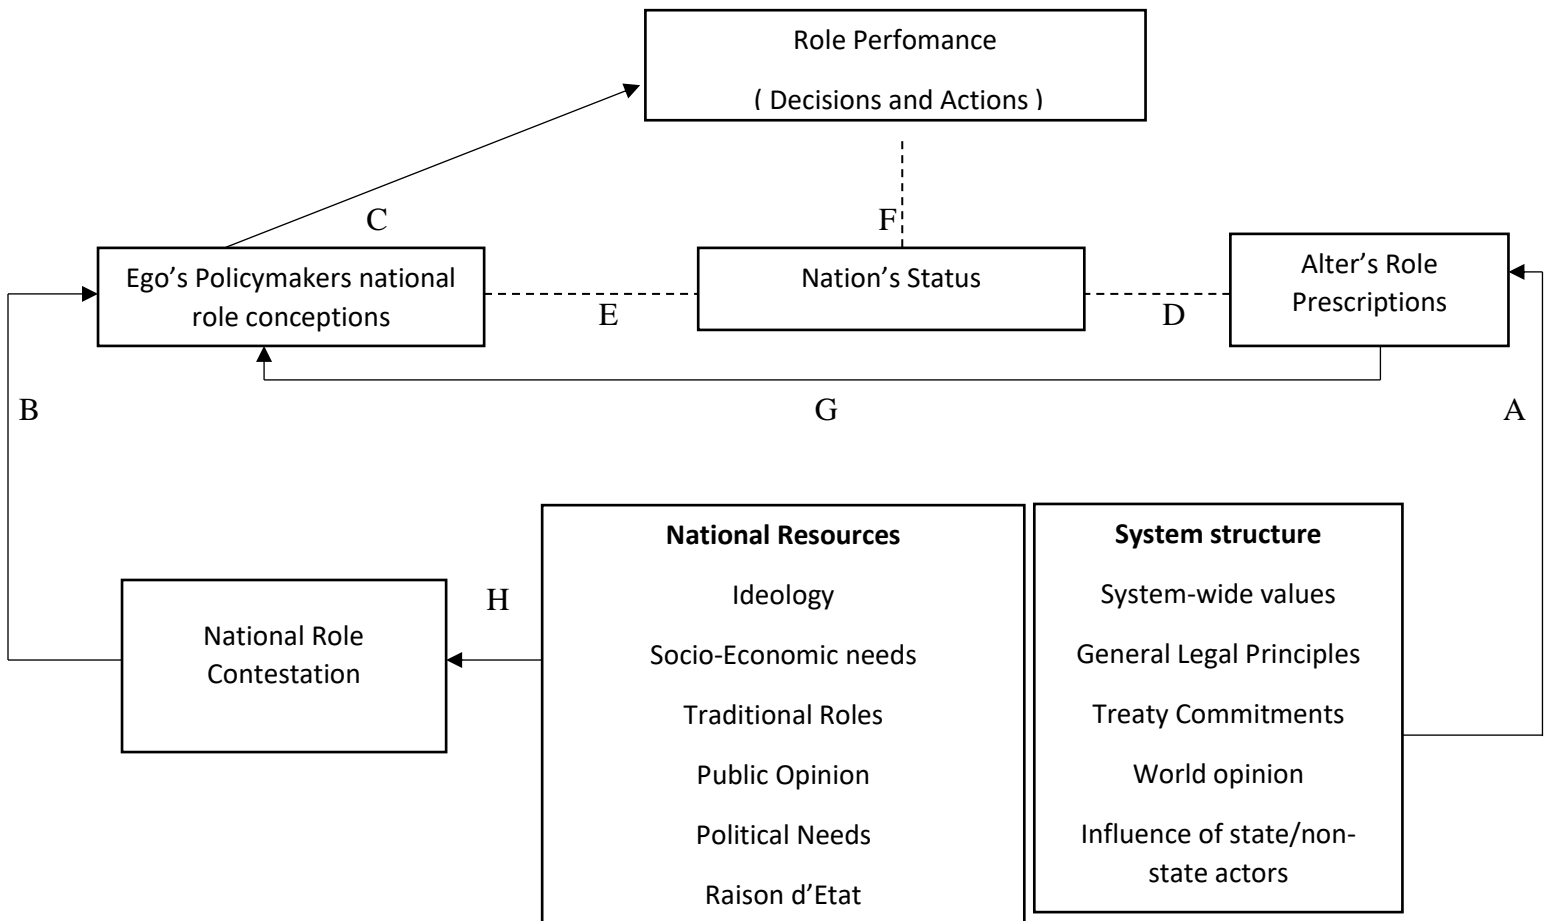 Role Perfomance
( Decisions and Actions )
C
F
Ego’s Policymakers national
role conceptions
E
Nation’s Status
D
Alter’s Role
Prescriptions
B
G
A
National Role
Contestation
H
National Resources
Ideology
Socio-Economic needs
Traditional Roles
Public Opinion
Political Needs
Raison d’Etat
System structure
System-wide values
General Legal Principles
Treaty Commitments
World opinion
Influence of state/non-
state actors